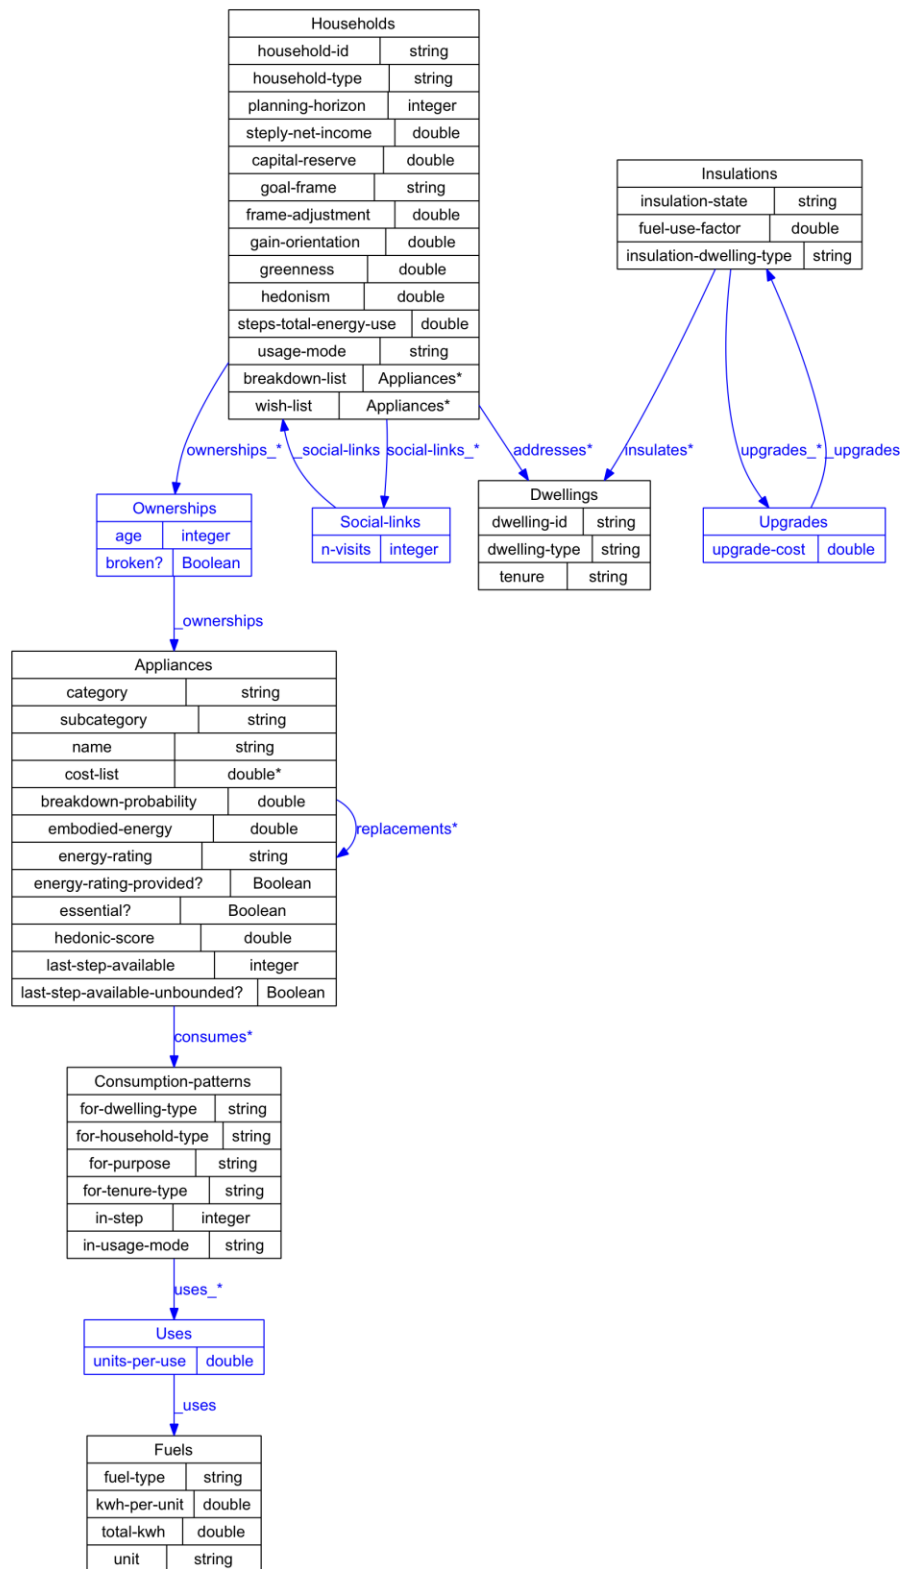 Households
household-id string
household-type string
planning-horizon integer
steply-net-income double
capital-reserve double
goal-frame string
frame-adjustment double
gain-orientation double
greenness double
hedonism double
steps-total-energy-use double
usage-mode string
breakdown-list Appliances*
wish-list Appliances*
Insulations
insulation-state string
fuel-use-factor double
insulation-dwelling-type string
ownerships_* _social-links social-links_* addresses* insulates* upgrades_* _upgrades
Ownerships
age integer
broken? Boolean
Social-links
n-visits integer
Dwellings
dwelling-id string
dwelling-type string
tenure string
Upgrades
upgrade-cost double
_ownerships
Appliances
category string
subcategory string
name string
cost-list double*
breakdown-probability double
embodied-energy double
energy-rating string
energy-rating-provided? Boolean
essential? Boolean
hedonic-score double
last-step-available integer
last-step-available-unbounded? Boolean
replacements*
consumes*
Consumption-patterns
for-dwelling-type string
for-household-type string
for-purpose string
for-tenure-type string
in-step integer
in-usage-mode string
uses_*
Uses
units-per-use double
_uses
Fuels
fuel-type string
kwh-per-unit double
total-kwh double
unit string